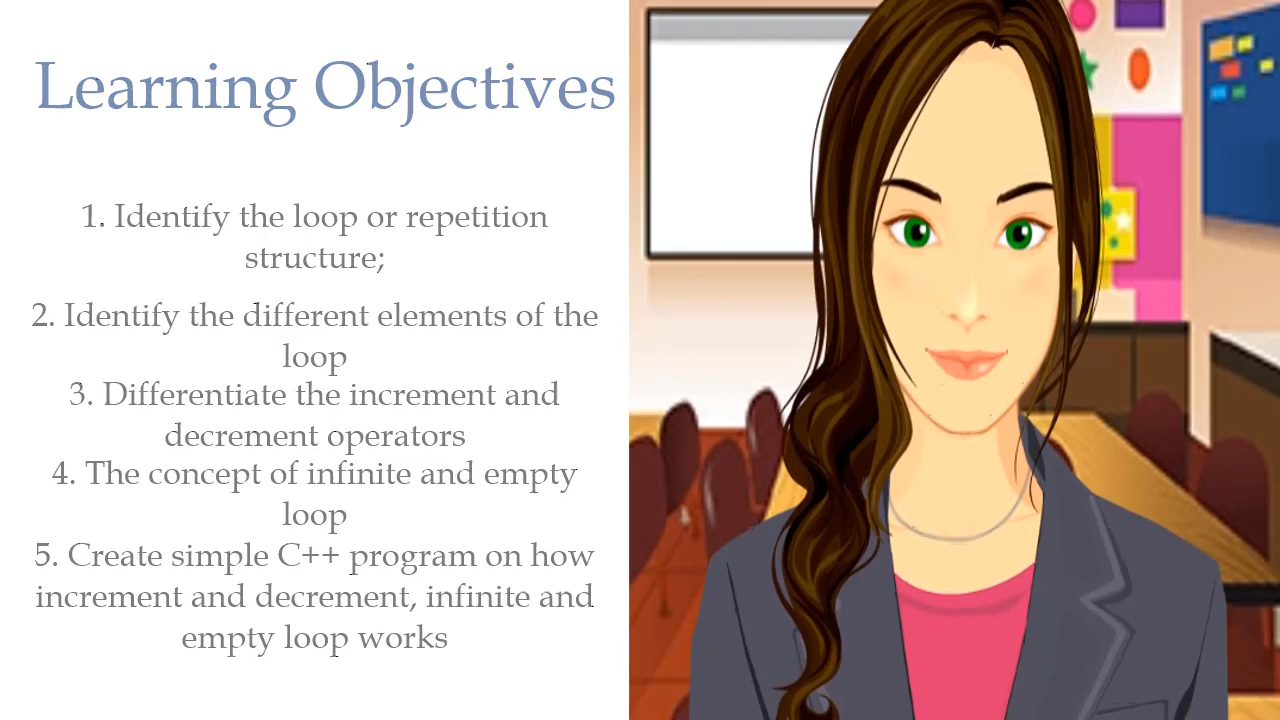 Learning Objectives
1. Identify the loop or repetition
structure;
2. Identify the different elements of the
loop
3. Differentiate the increment and
decrement operators
4. The concept of infinite and empty
loop
5. Create simple C++ program on how
increment and decrement, infinite and
empty loop works